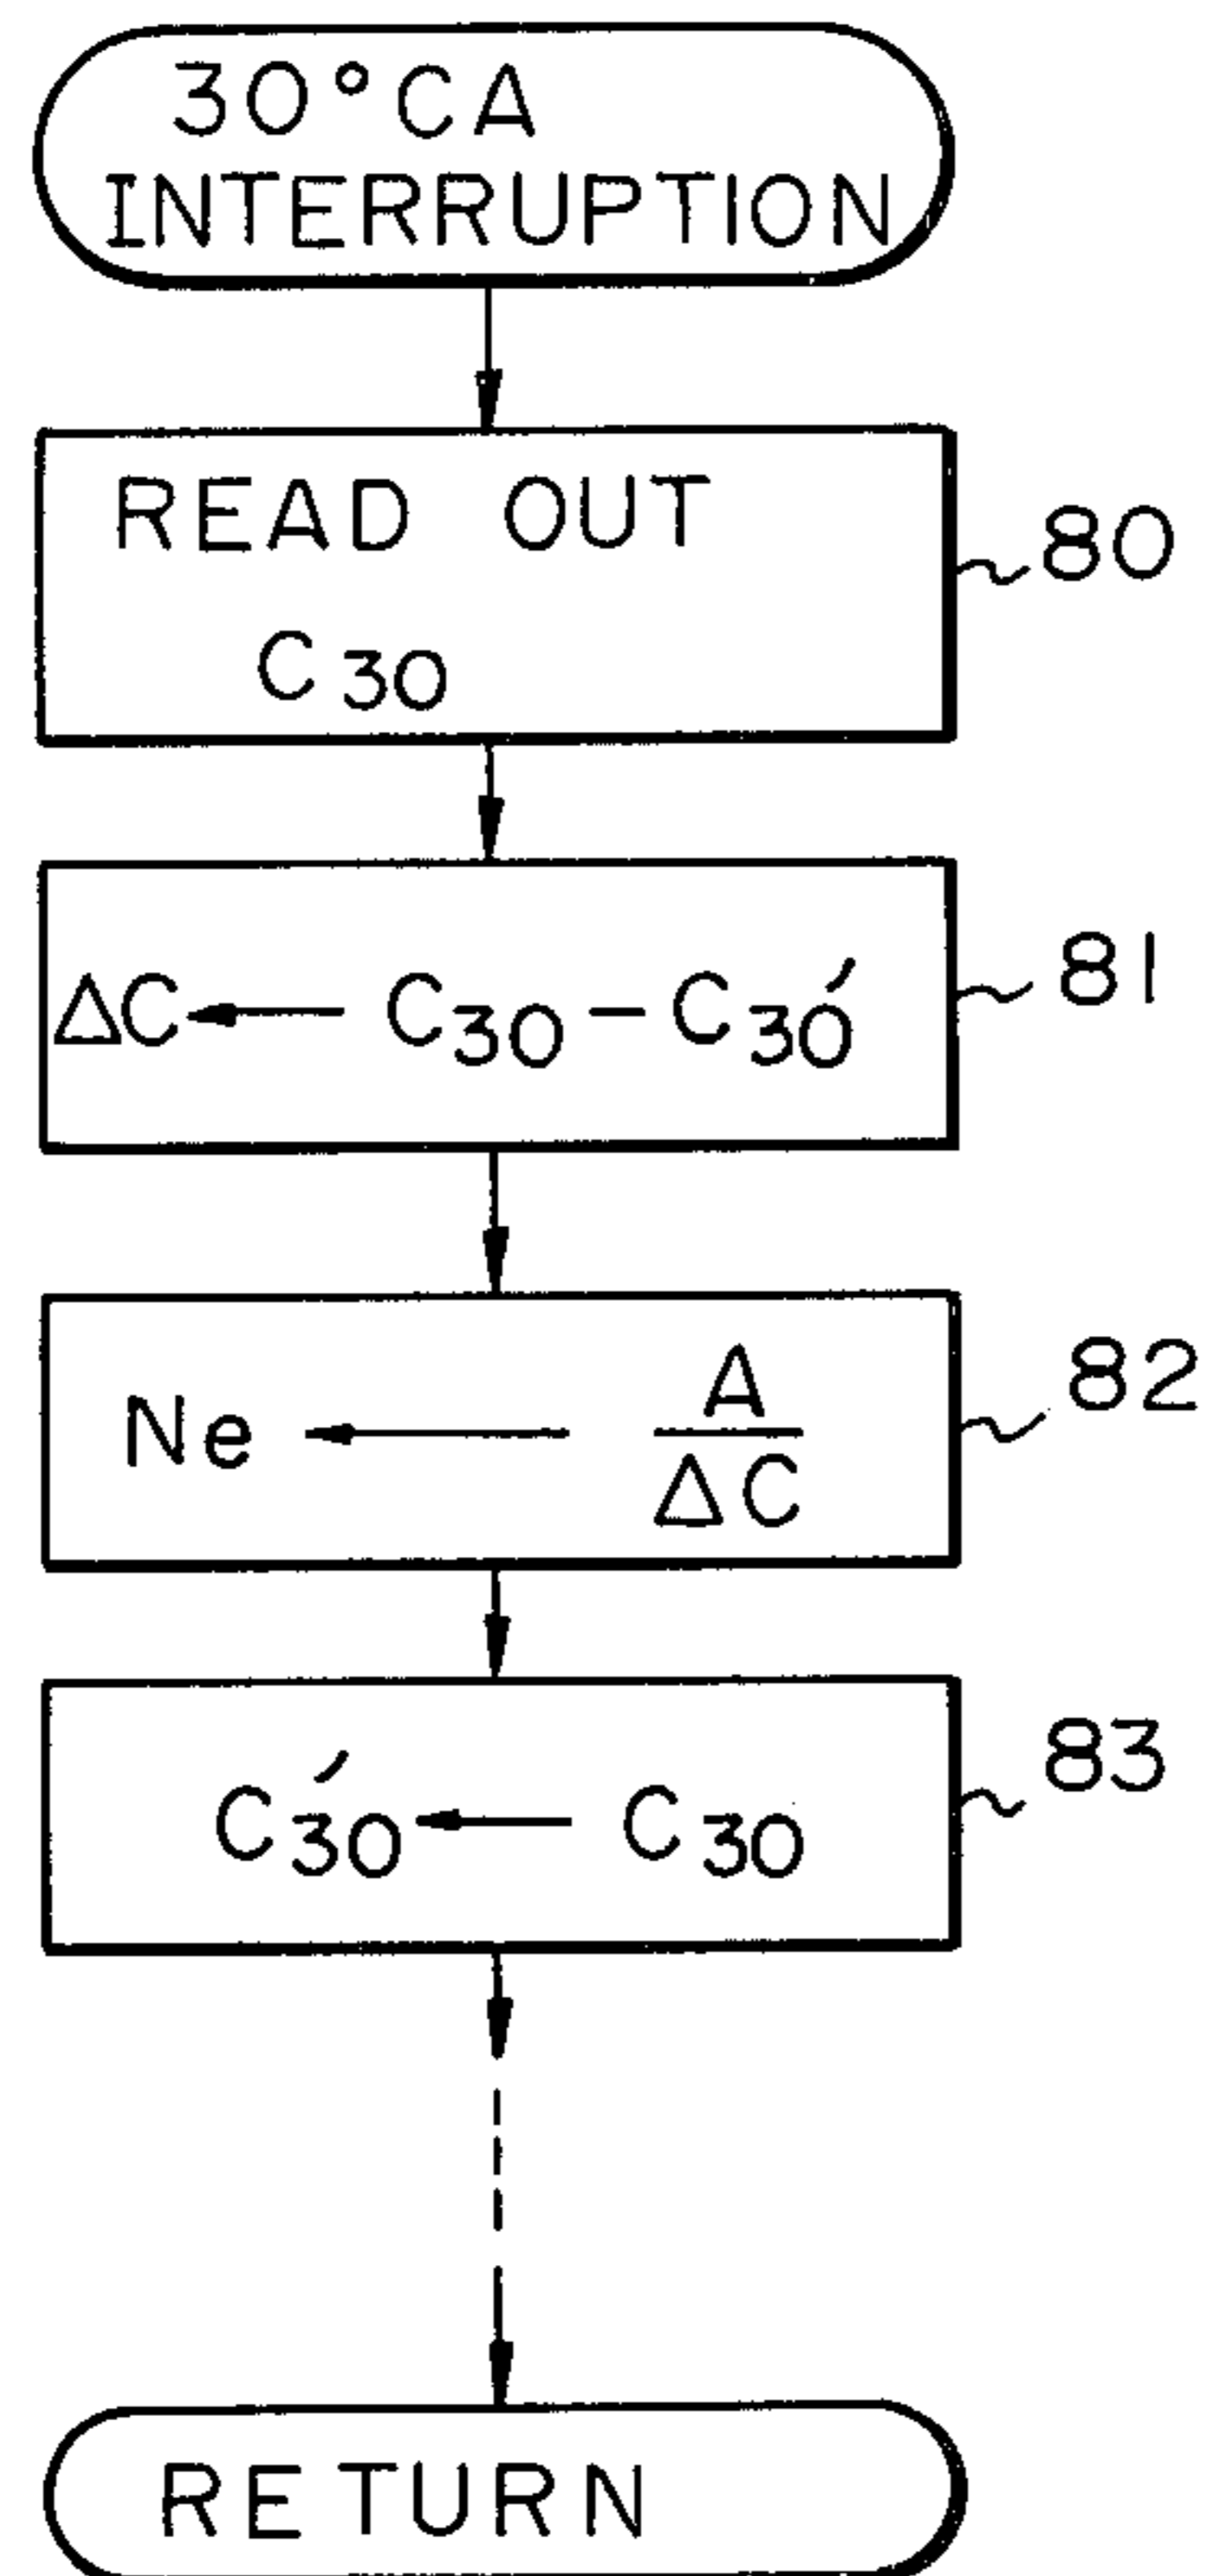 30°CA
INTERRUPTION
READ OUT
C30
80
ΔC ← C30 – C30′
81
Ne ← A/ΔC
82
C30′ ← C30
83
RETURN